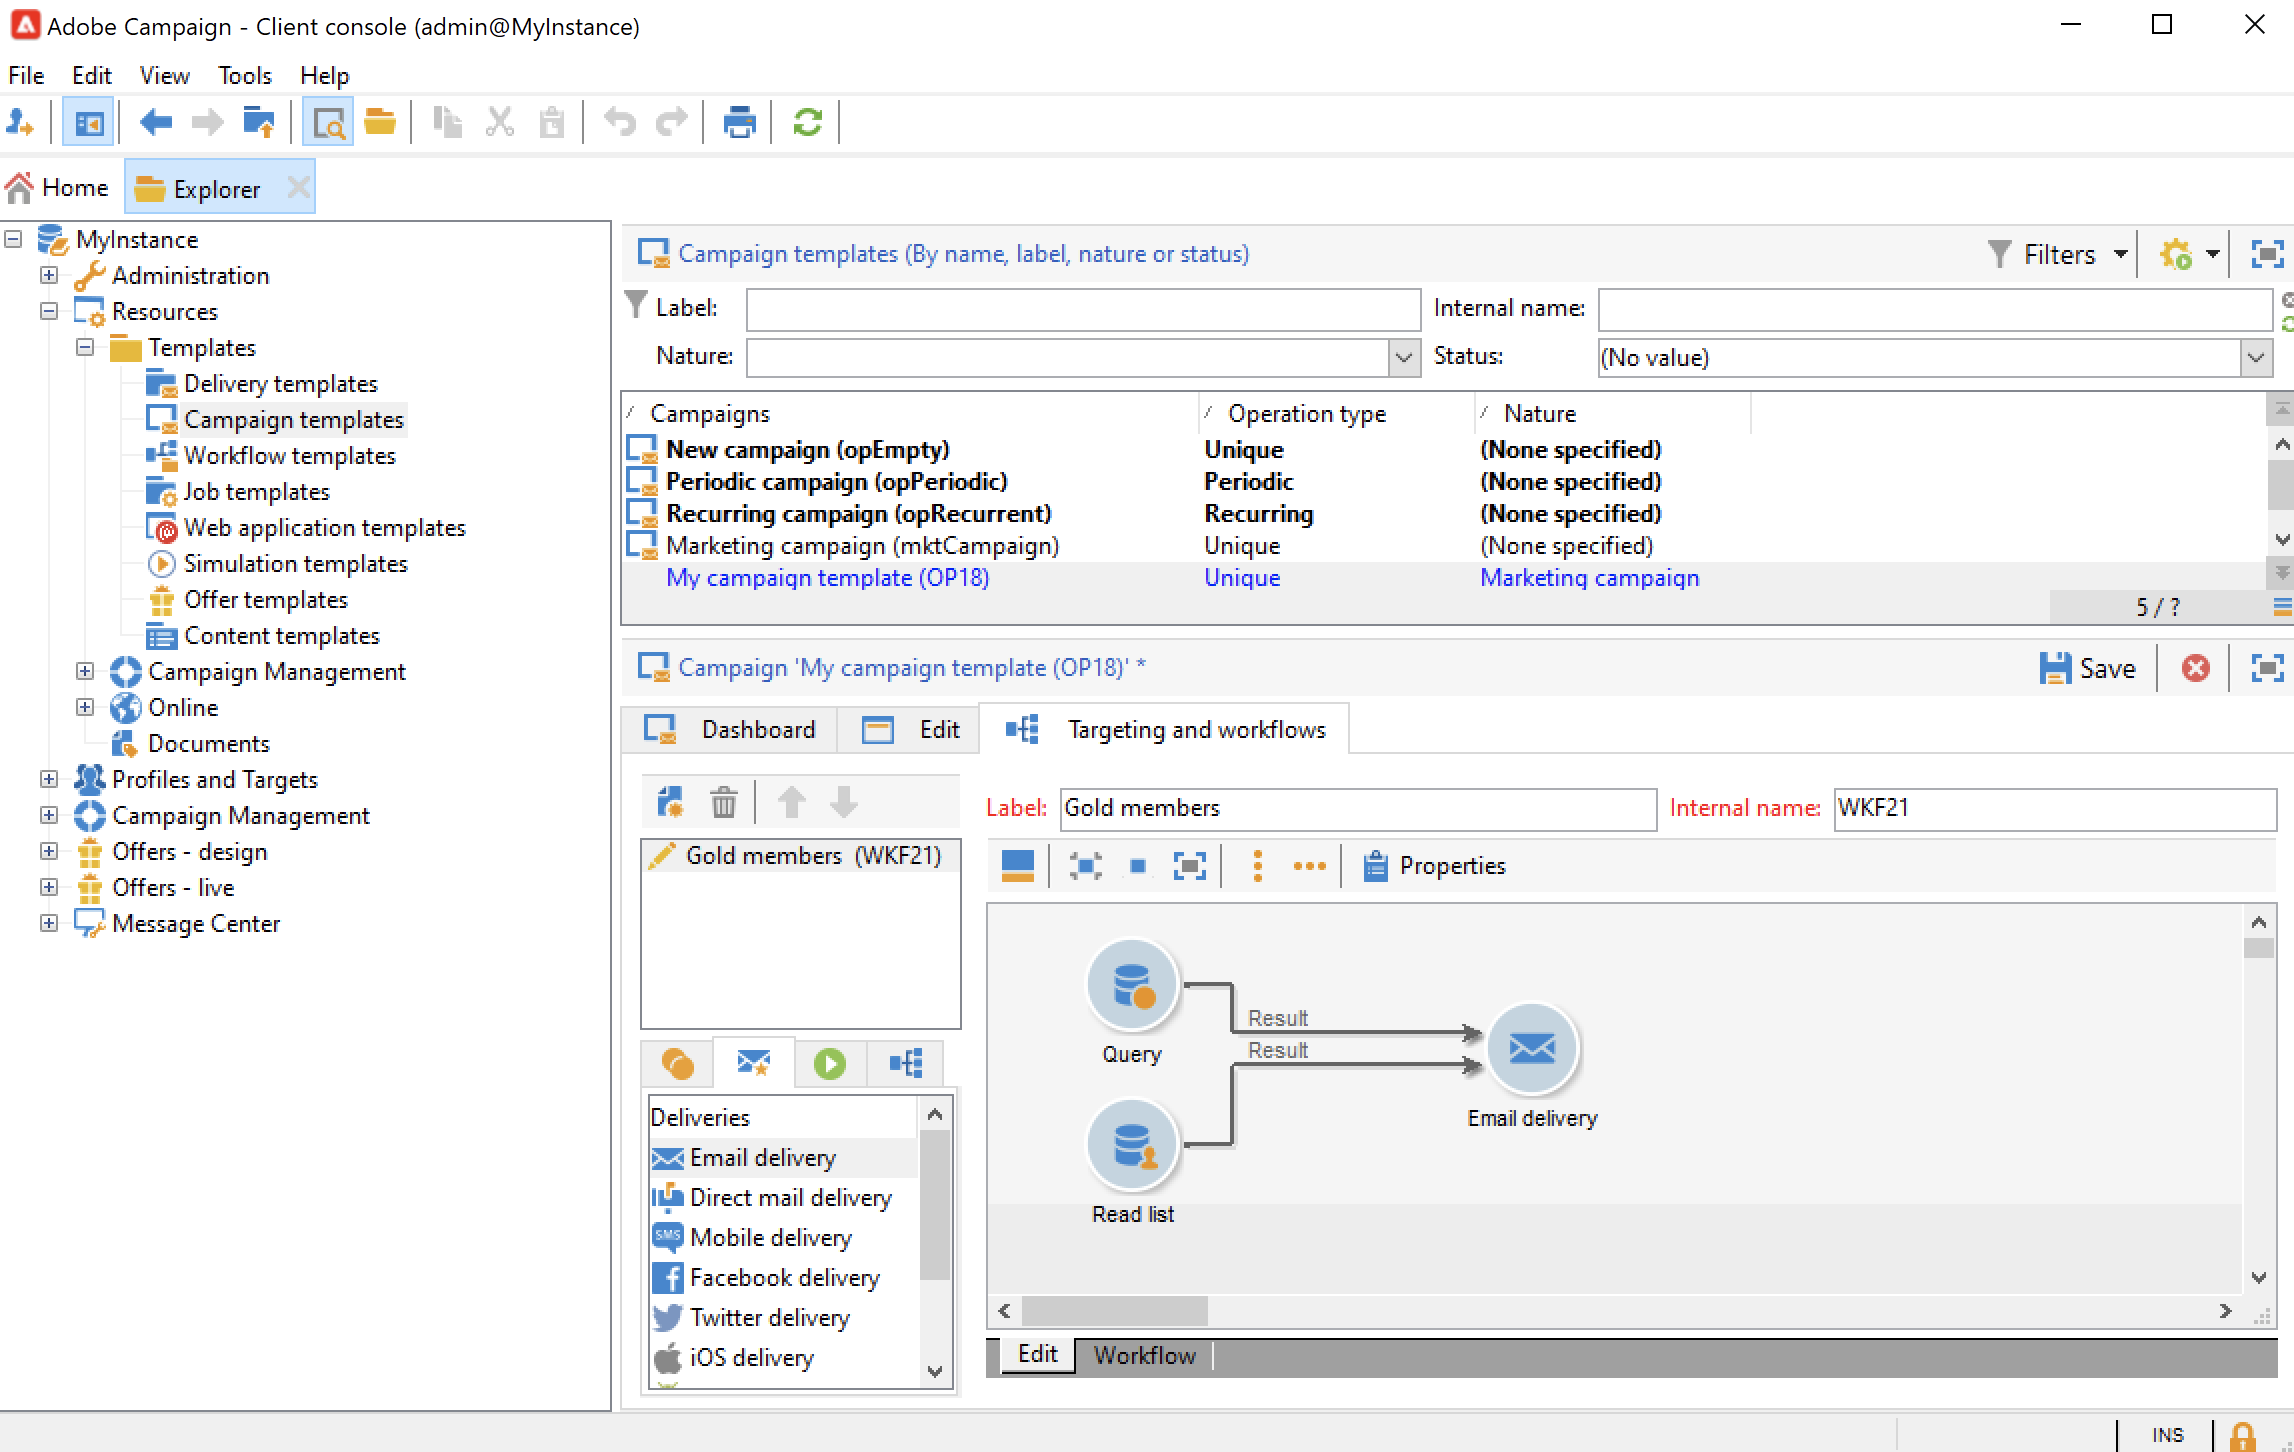 Adobe Campaign - Client console (admin@MyInstance)
File Edit View Tools Help
Home Explorer
MyInstance
Administration
Resources
Templates
Delivery templates
Campaign templates
Workflow templates
Job templates
Web application templates
Simulation templates
Offer templates
Content templates
Campaign Management
Online
Documents
Profiles and Targets
Campaign Management
Offers - design
Offers - live
Message Center
Campaign templates (By name, label, nature or status) Filters
Label: Internal name:
Nature: Status: (No value)
Campaigns Operation type Nature
New campaign (opEmpty) Unique (None specified)
Periodic campaign (opPeriodic) Periodic (None specified)
Recurring campaign (opRecurrent) Recurring (None specified)
Marketing campaign (mktCampaign) Unique (None specified)
My campaign template (OP18) Unique Marketing campaign
5 / ?
Campaign 'My campaign template (OP18)' * Save
Dashboard Edit Targeting and workflows
Label: Gold members Internal name: WKF21
Gold members (WKF21)
Properties
Deliveries
Email delivery
Direct mail delivery
SMS Mobile delivery
Facebook delivery
Twitter delivery
iOS delivery
Result
Result
Query
Email delivery
Read list
Edit Workflow
INS